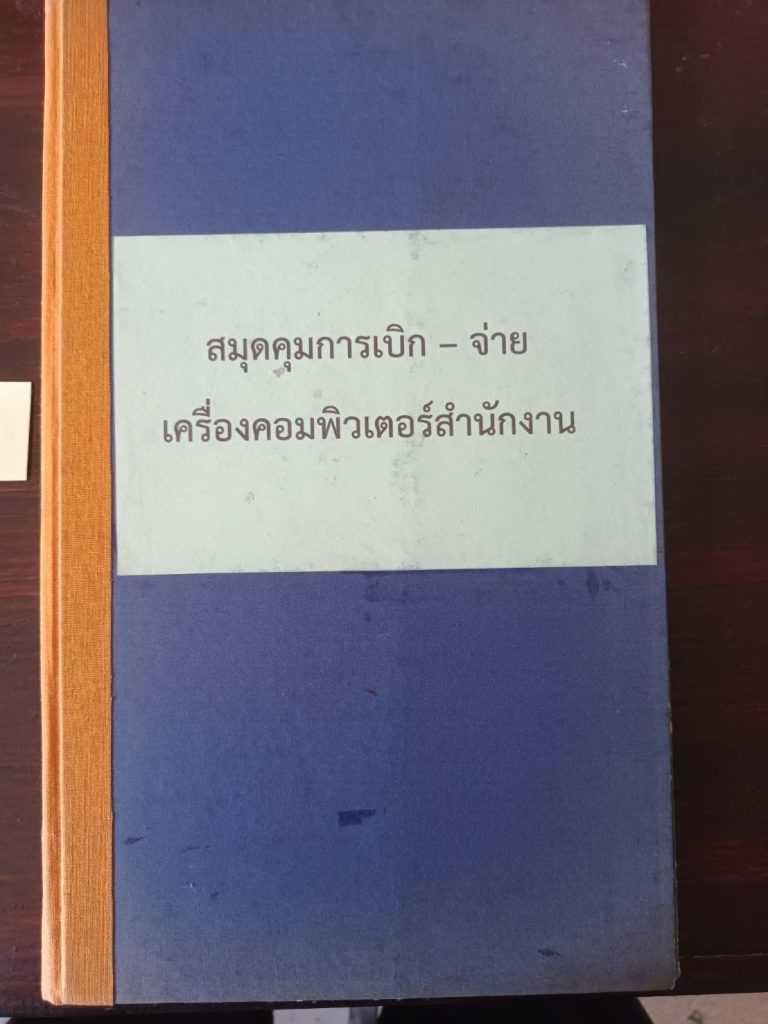 สมุดคุมการเบิก – จ่าย
เครื่องคอมพิวเตอร์สำนักงาน